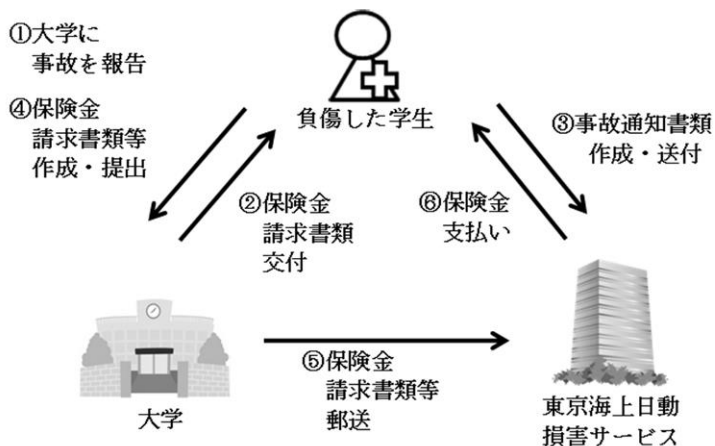 ①大学に
事故を報告
④保険金
請求書類等
作成・提出
負傷した学生
③事故通知書類
作成・送付
②保険金
請求書類
交付
⑥保険金
支払い
⑤保険金
請求書類等
郵送
大学
東京海上日動
損害サービス